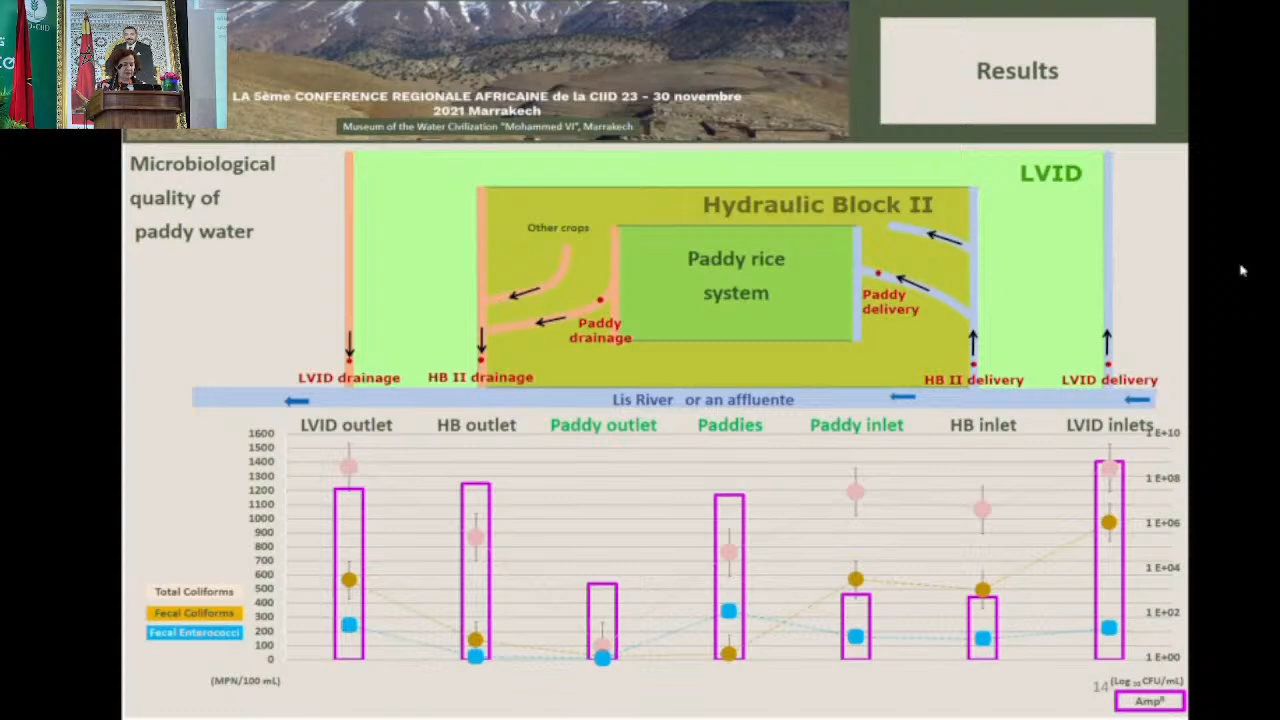 LA 5ème CONFERENCE REGIONALE AFRICAINE de la CIID 23 - 30 novembre
2021 Marrakech
Museum of the Water Civilization "Mohammed VI", Marrakech
Results
Microbiological
quality of
paddy water
LVID
Hydraulic Block II
Other crops
Paddy rice
system
Paddy
delivery
Paddy
drainage
LVID drainage
HB II drainage
HB II delivery
LVID delivery
Lis River or an affluente
LVID outlet
HB outlet
Paddy outlet
Paddies
Paddy inlet
HB inlet
LVID inlets
1600
1500
1400
1300
1200
1100
1000
900
800
700
600
500
400
300
200
100
0
1 E+10
1 E+08
1 E+06
1 E+04
1 E+02
1 E+00
Total Coliforms
Fecal Coliforms
Fecal Enterococci
(MPN/100 mL)
14
(Log 10 CFU/mL)
Ampᴿ